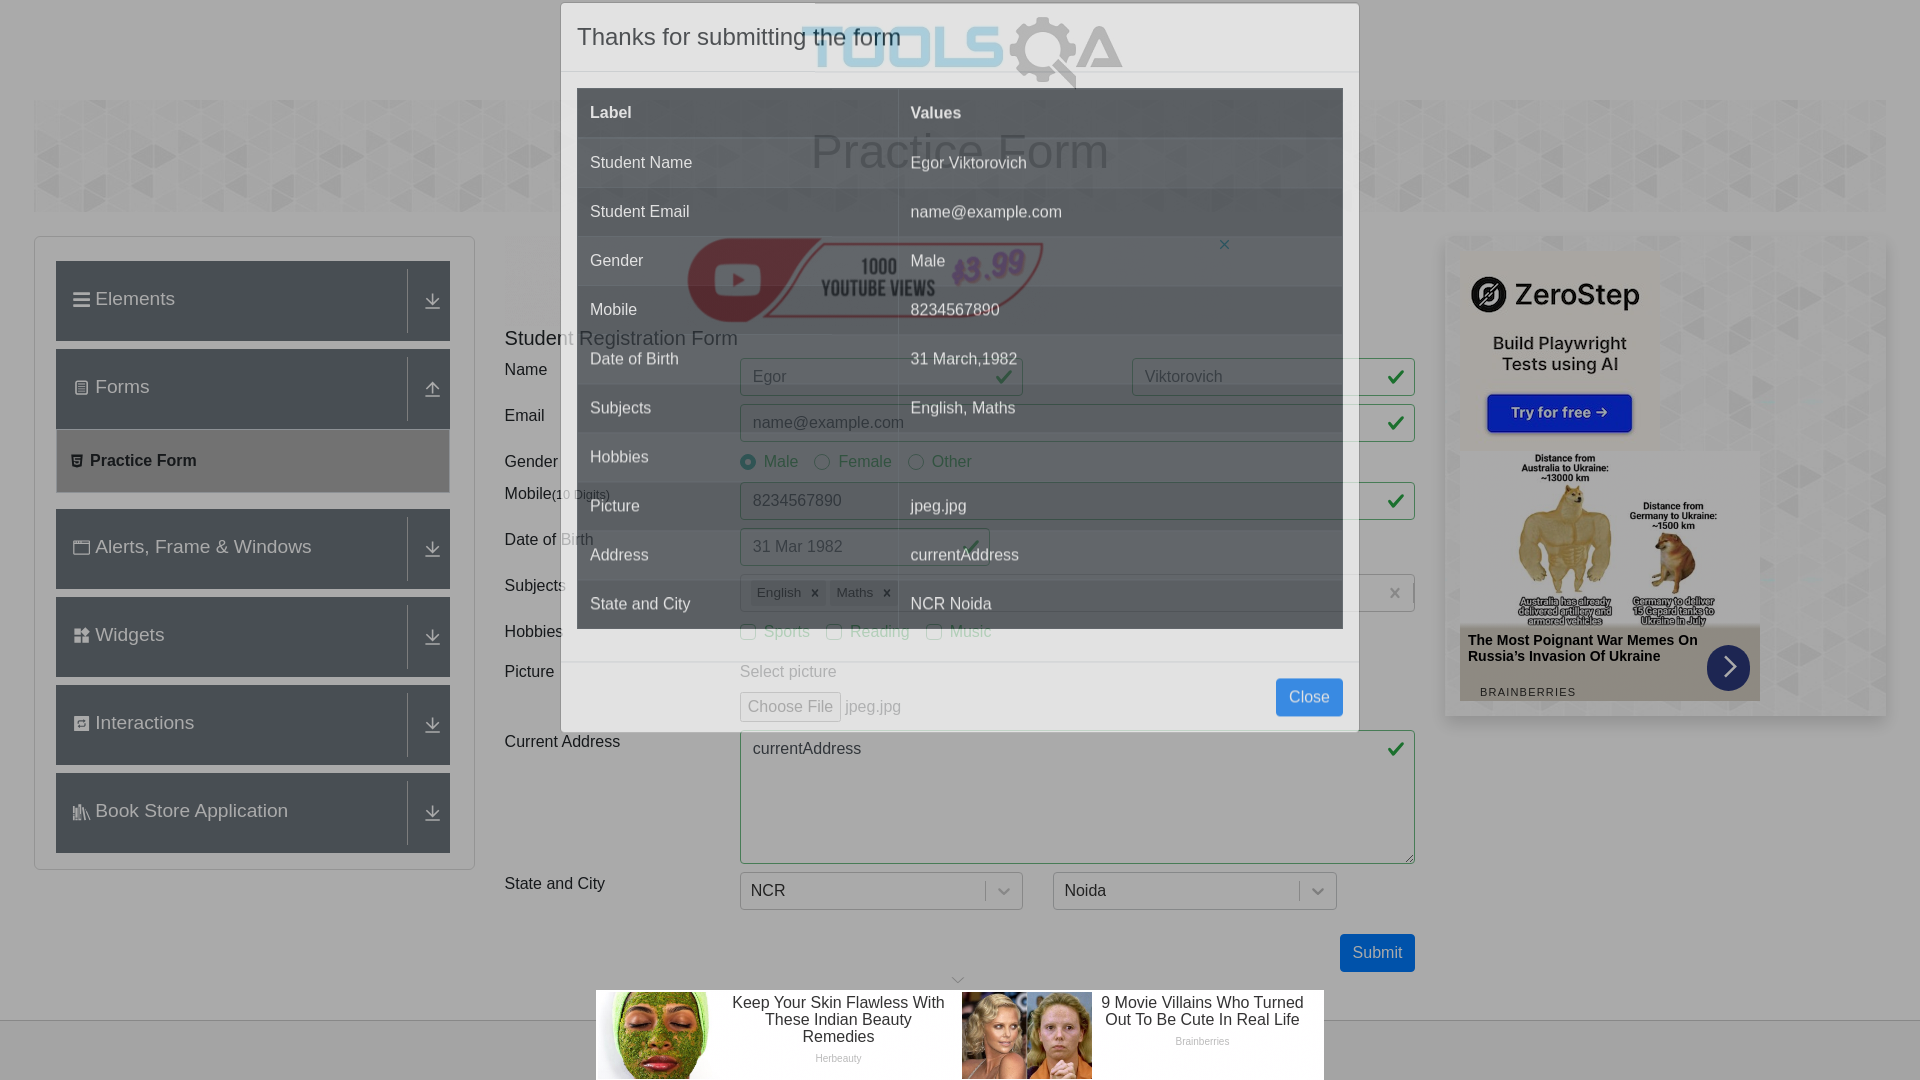 Thanks for submitting the form
TOOLSQA
Label Values
Practice Form
Student Name Egor Viktorovich
Student Email name@example.com
Gender Male
Mobile 8234567890
Date of Birth 31 March,1982
Subjects English, Maths
Hobbies
Picture jpeg.jpg
Address currentAddress
State and City NCR Noida
Close
Elements
Forms
Practice Form
Alerts, Frame & Windows
Widgets
Interactions
Book Store Application
1000
YOUTUBE VIEWS
$3.99
Student Registration Form
Name Egor Viktorovich
Email name@example.com
Gender Male Female Other
Mobile(10 Digits) 8234567890
Date of Birth 31 Mar 1982
Subjects English Maths
Hobbies Sports Reading Music
Picture Select picture
Choose File jpeg.jpg
Current Address currentAddress
State and City NCR Noida
Submit
ZeroStep
Build Playwright
Tests using AI
Try for free →
Distance from
Australia to Ukraine:
~13000 km
Distance from
Germany to Ukraine:
~1500 km
Australia has already
delivered artillery and
armored vehicles
Germany to deliver
15 Gepard tanks to
Ukraine in July
The Most Poignant War Memes On
Russia’s Invasion Of Ukraine
BRAINBERRIES
Keep Your Skin Flawless With
These Indian Beauty
Remedies
Herbeauty
9 Movie Villains Who Turned
Out To Be Cute In Real Life
Brainberries